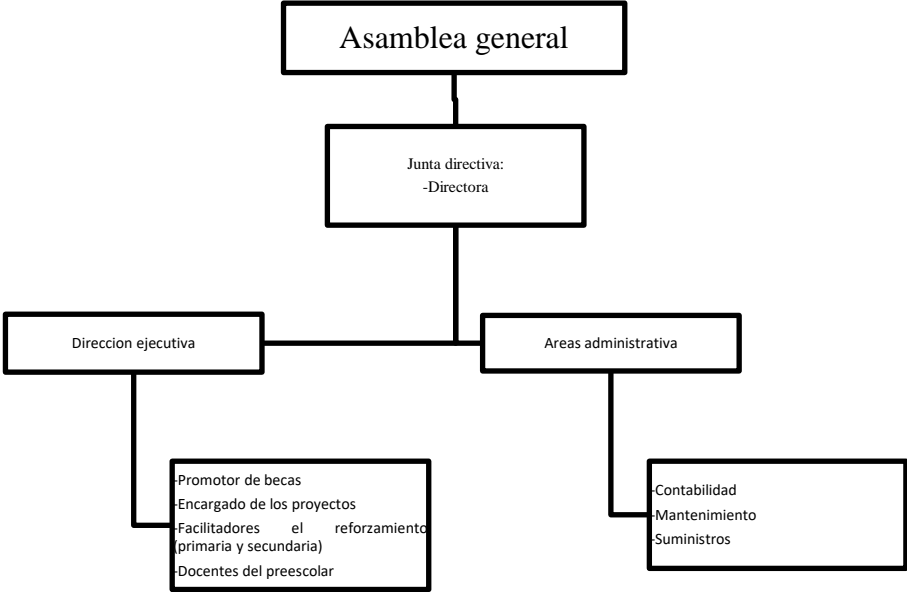 Asamblea general
Junta directiva:
-Directora
Direccion ejecutiva
Areas administrativa
-Promotor de becas
-Encargado de los proyectos
-Facilitadores el reforzamiento
(primaria y secundaria)
-Docentes del preescolar
-Contabilidad
-Mantenimiento
-Suministros